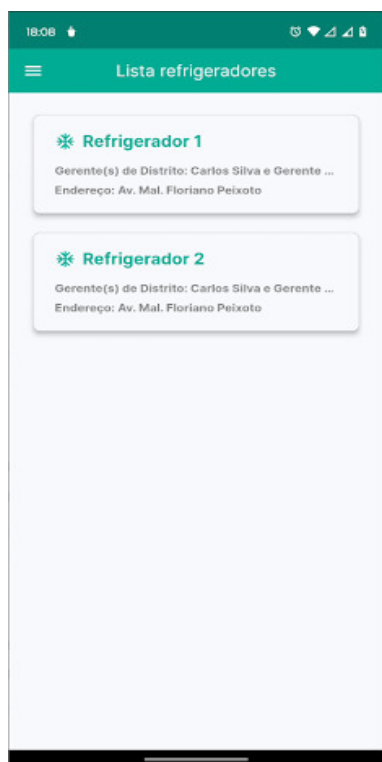 18:08
Lista refrigeradores
Refrigerador 1
Gerente(s) de Distrito: Carlos Silva e Gerente ...
Endereço: Av. Mal. Floriano Peixoto
Refrigerador 2
Gerente(s) de Distrito: Carlos Silva e Gerente ...
Endereço: Av. Mal. Floriano Peixoto